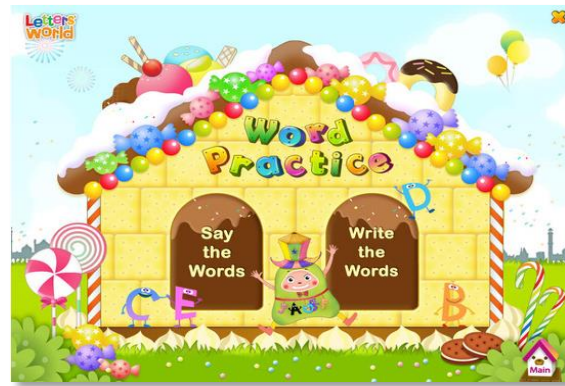 Letters
World
Word
Practice
Say
the
Words
Write
the
Words
D
C E
B
Main